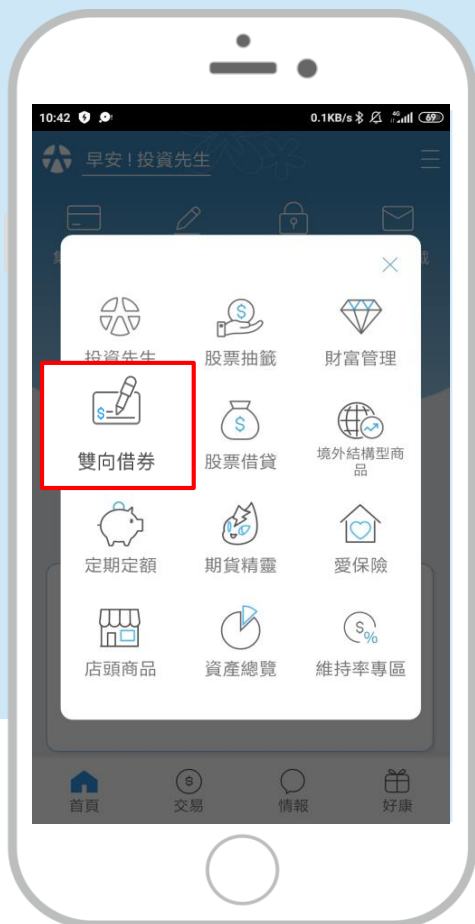 10:42
0.1KB/s
4G
69
早安！投資先生
投資先生
股票抽籤
財富管理
雙向借券
股票借貸
境外結構型商
品
定期定額
期貨精靈
愛保險
店頭商品
資產總覽
維持率專區
首頁
交易
情報
好康